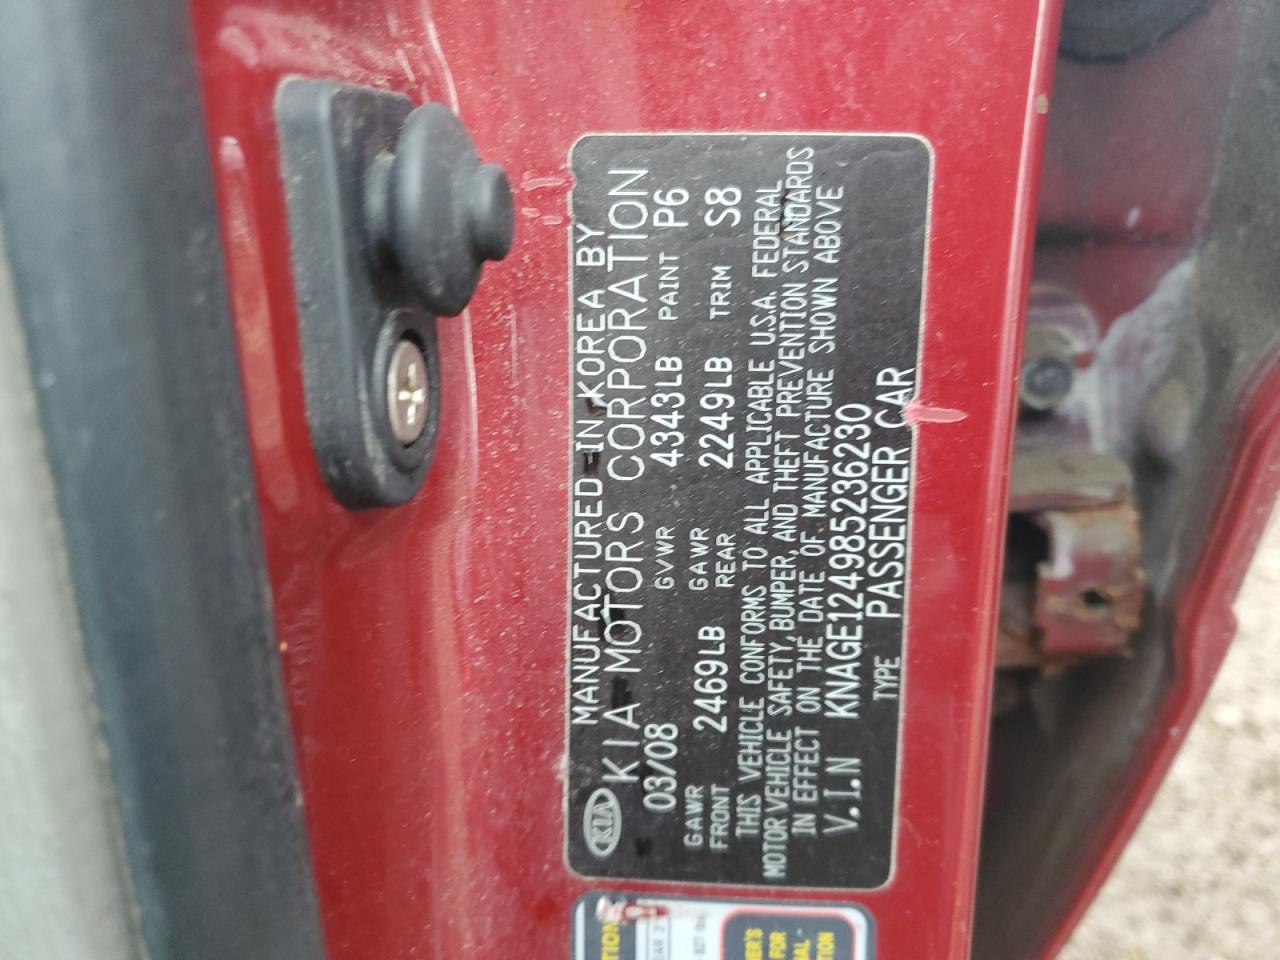 KIA
MANUFACTURED IN KOREA BY
KIA MOTORS CORPORATION
03/08 GVWR 4343LB PAINT P6
GAWR FRONT 2469LB GAWR REAR 2249LB TRIM S8
THIS VEHICLE CONFORMS TO ALL APPLICABLE U.S.A. FEDERAL
MOTOR VEHICLE SAFETY, BUMPER, AND THEFT PREVENTION STANDARDS
IN EFFECT ON THE DATE OF MANUFACTURE SHOWN ABOVE
V.I.N KNAGE124985236230
TYPE PASSENGER CAR